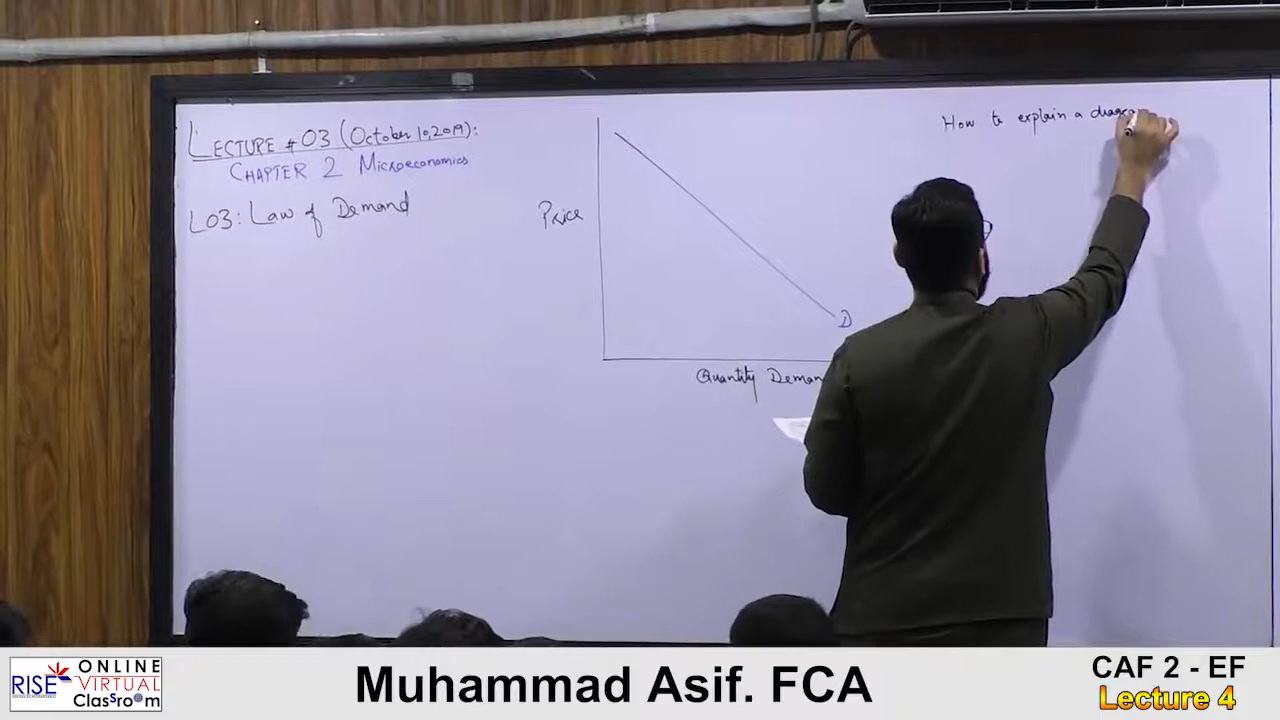 LECTURE # 03 (October 10, 2019):
CHAPTER 2 Microeconomics
LO3: Law of Demand
Price
D
Quantity Deman
How to explain a diagra
RISE
ONLINE
VIRTUAL
Classroom
Muhammad Asif. FCA
CAF 2 - EF
Lecture 4